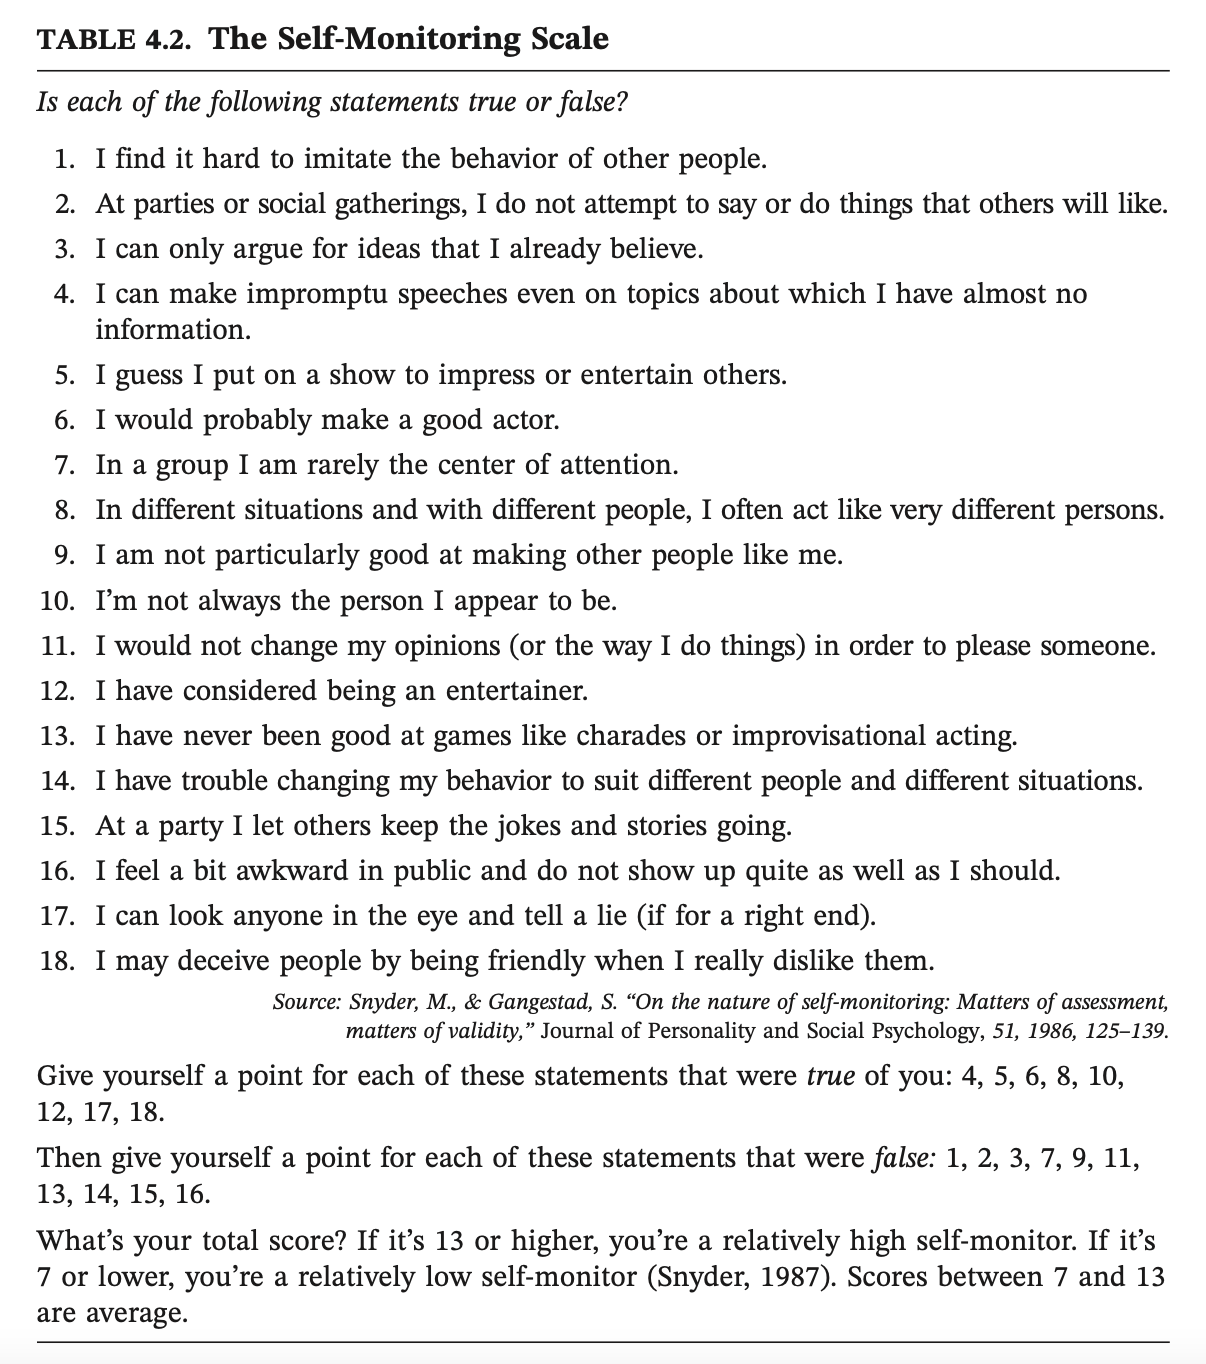 TABLE 4.2. The Self-Monitoring Scale
Is each of the following statements true or false?
1. I find it hard to imitate the behavior of other people.
2. At parties or social gatherings, I do not attempt to say or do things that others will like.
3. I can only argue for ideas that I already believe.
4. I can make impromptu speeches even on topics about which I have almost no
information.
5. I guess I put on a show to impress or entertain others.
6. I would probably make a good actor.
7. In a group I am rarely the center of attention.
8. In different situations and with different people, I often act like very different persons.
9. I am not particularly good at making other people like me.
10. I’m not always the person I appear to be.
11. I would not change my opinions (or the way I do things) in order to please someone.
12. I have considered being an entertainer.
13. I have never been good at games like charades or improvisational acting.
14. I have trouble changing my behavior to suit different people and different situations.
15. At a party I let others keep the jokes and stories going.
16. I feel a bit awkward in public and do not show up quite as well as I should.
17. I can look anyone in the eye and tell a lie (if for a right end).
18. I may deceive people by being friendly when I really dislike them.
Source: Snyder, M., & Gangestad, S. “On the nature of self-monitoring: Matters of assessment,
matters of validity,” Journal of Personality and Social Psychology, 51, 1986, 125–139.
Give yourself a point for each of these statements that were true of you: 4, 5, 6, 8, 10,
12, 17, 18.
Then give yourself a point for each of these statements that were false: 1, 2, 3, 7, 9, 11,
13, 14, 15, 16.
What’s your total score? If it’s 13 or higher, you’re a relatively high self-monitor. If it’s
7 or lower, you’re a relatively low self-monitor (Snyder, 1987). Scores between 7 and 13
are average.